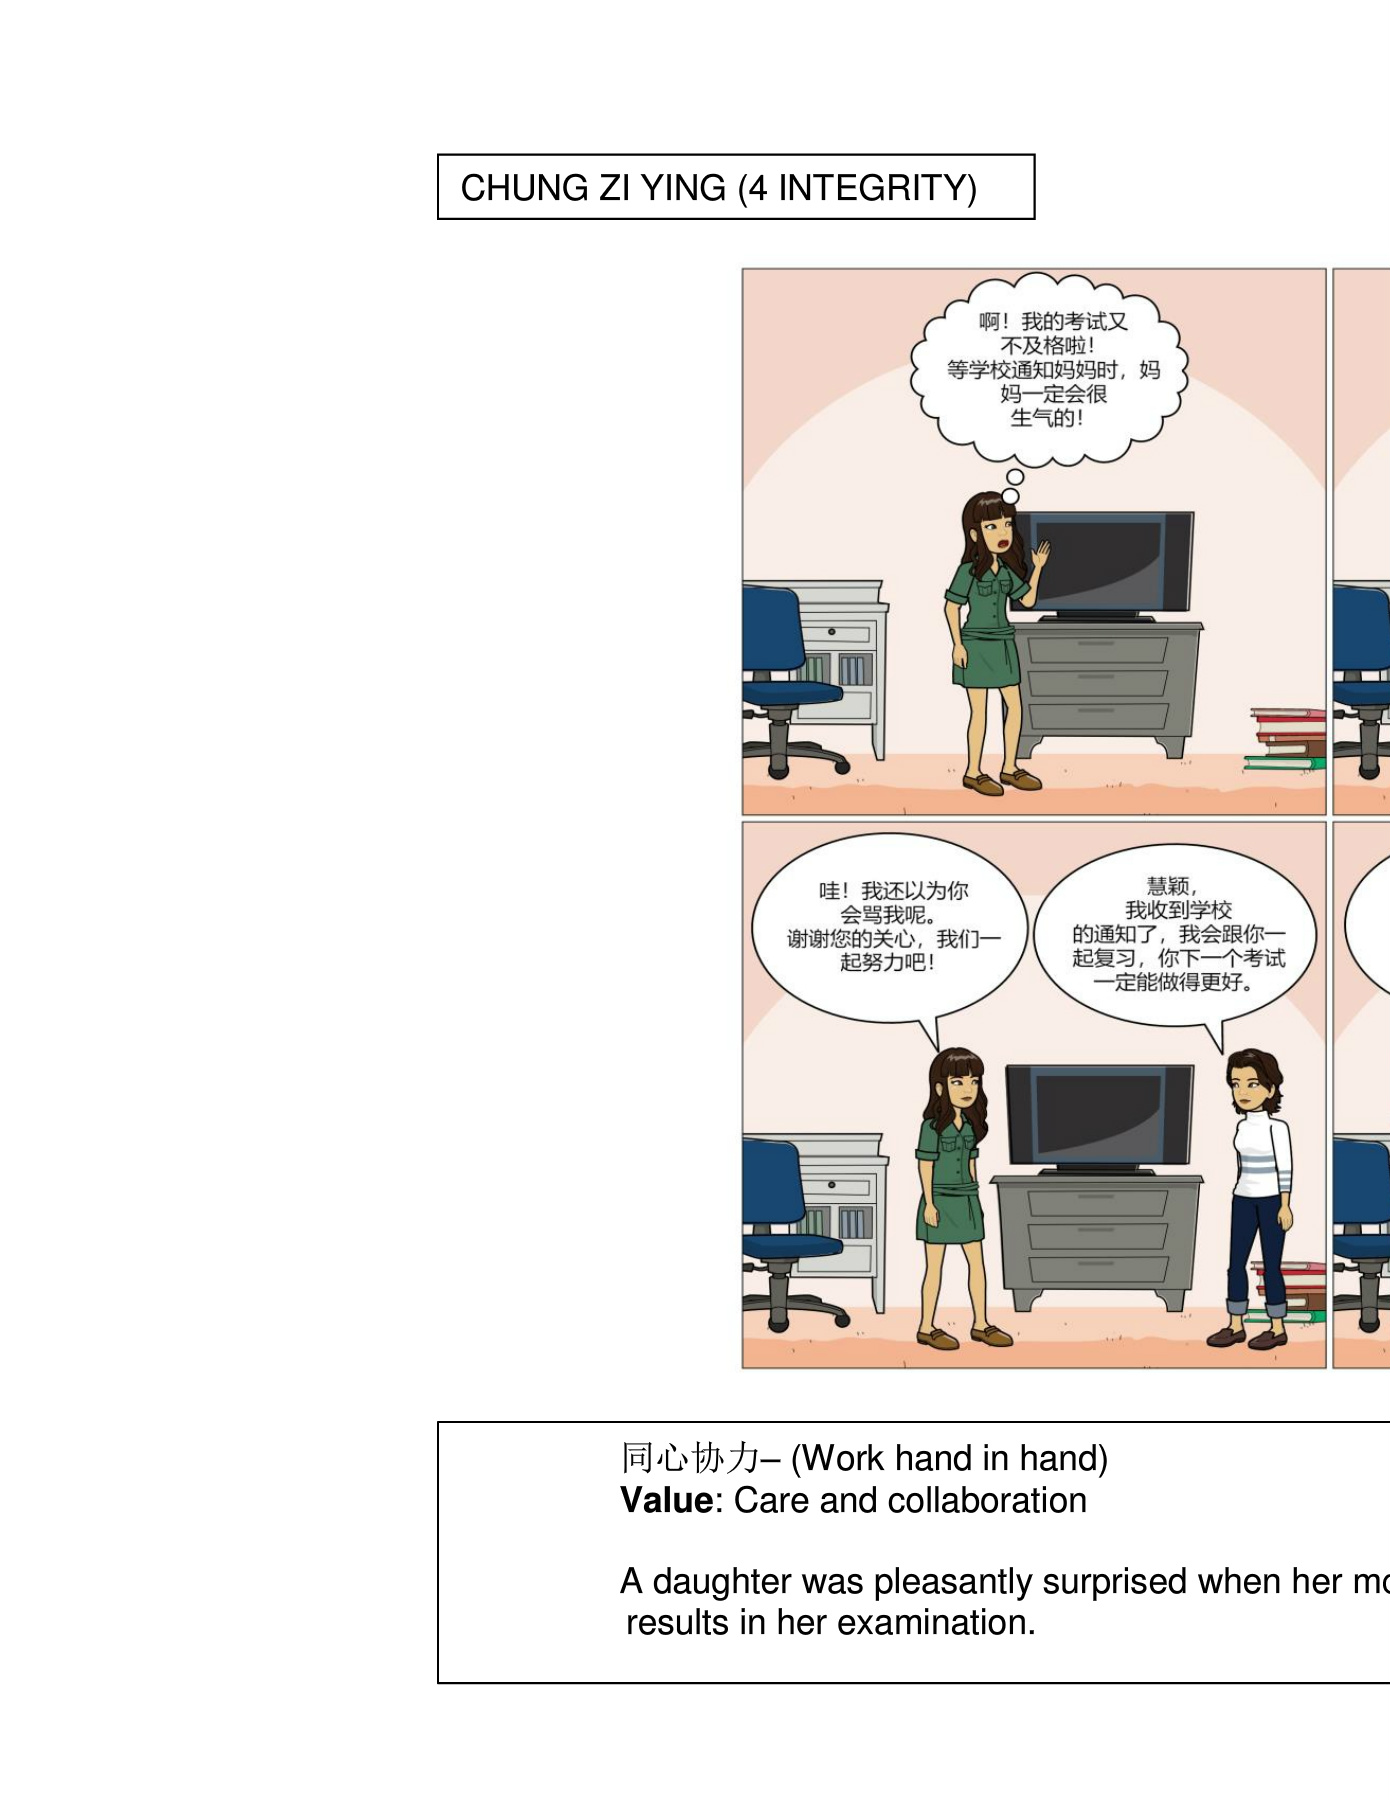 CHUNG ZI YING (4 INTEGRITY)
啊！我的考试又
不及格啦！
等学校通知妈妈时，妈
妈一定会很
生气的！
哇！我还以为你
会骂我呢。
谢谢您的关心，我们一
起努力吧！
慧颖，
我收到学校
的通知了，我会跟你一
起复习，你下一个考试
一定能做得更好。
同心协力– (Work hand in hand)
Value: Care and collaboration
A daughter was pleasantly surprised when her
results in her examination.